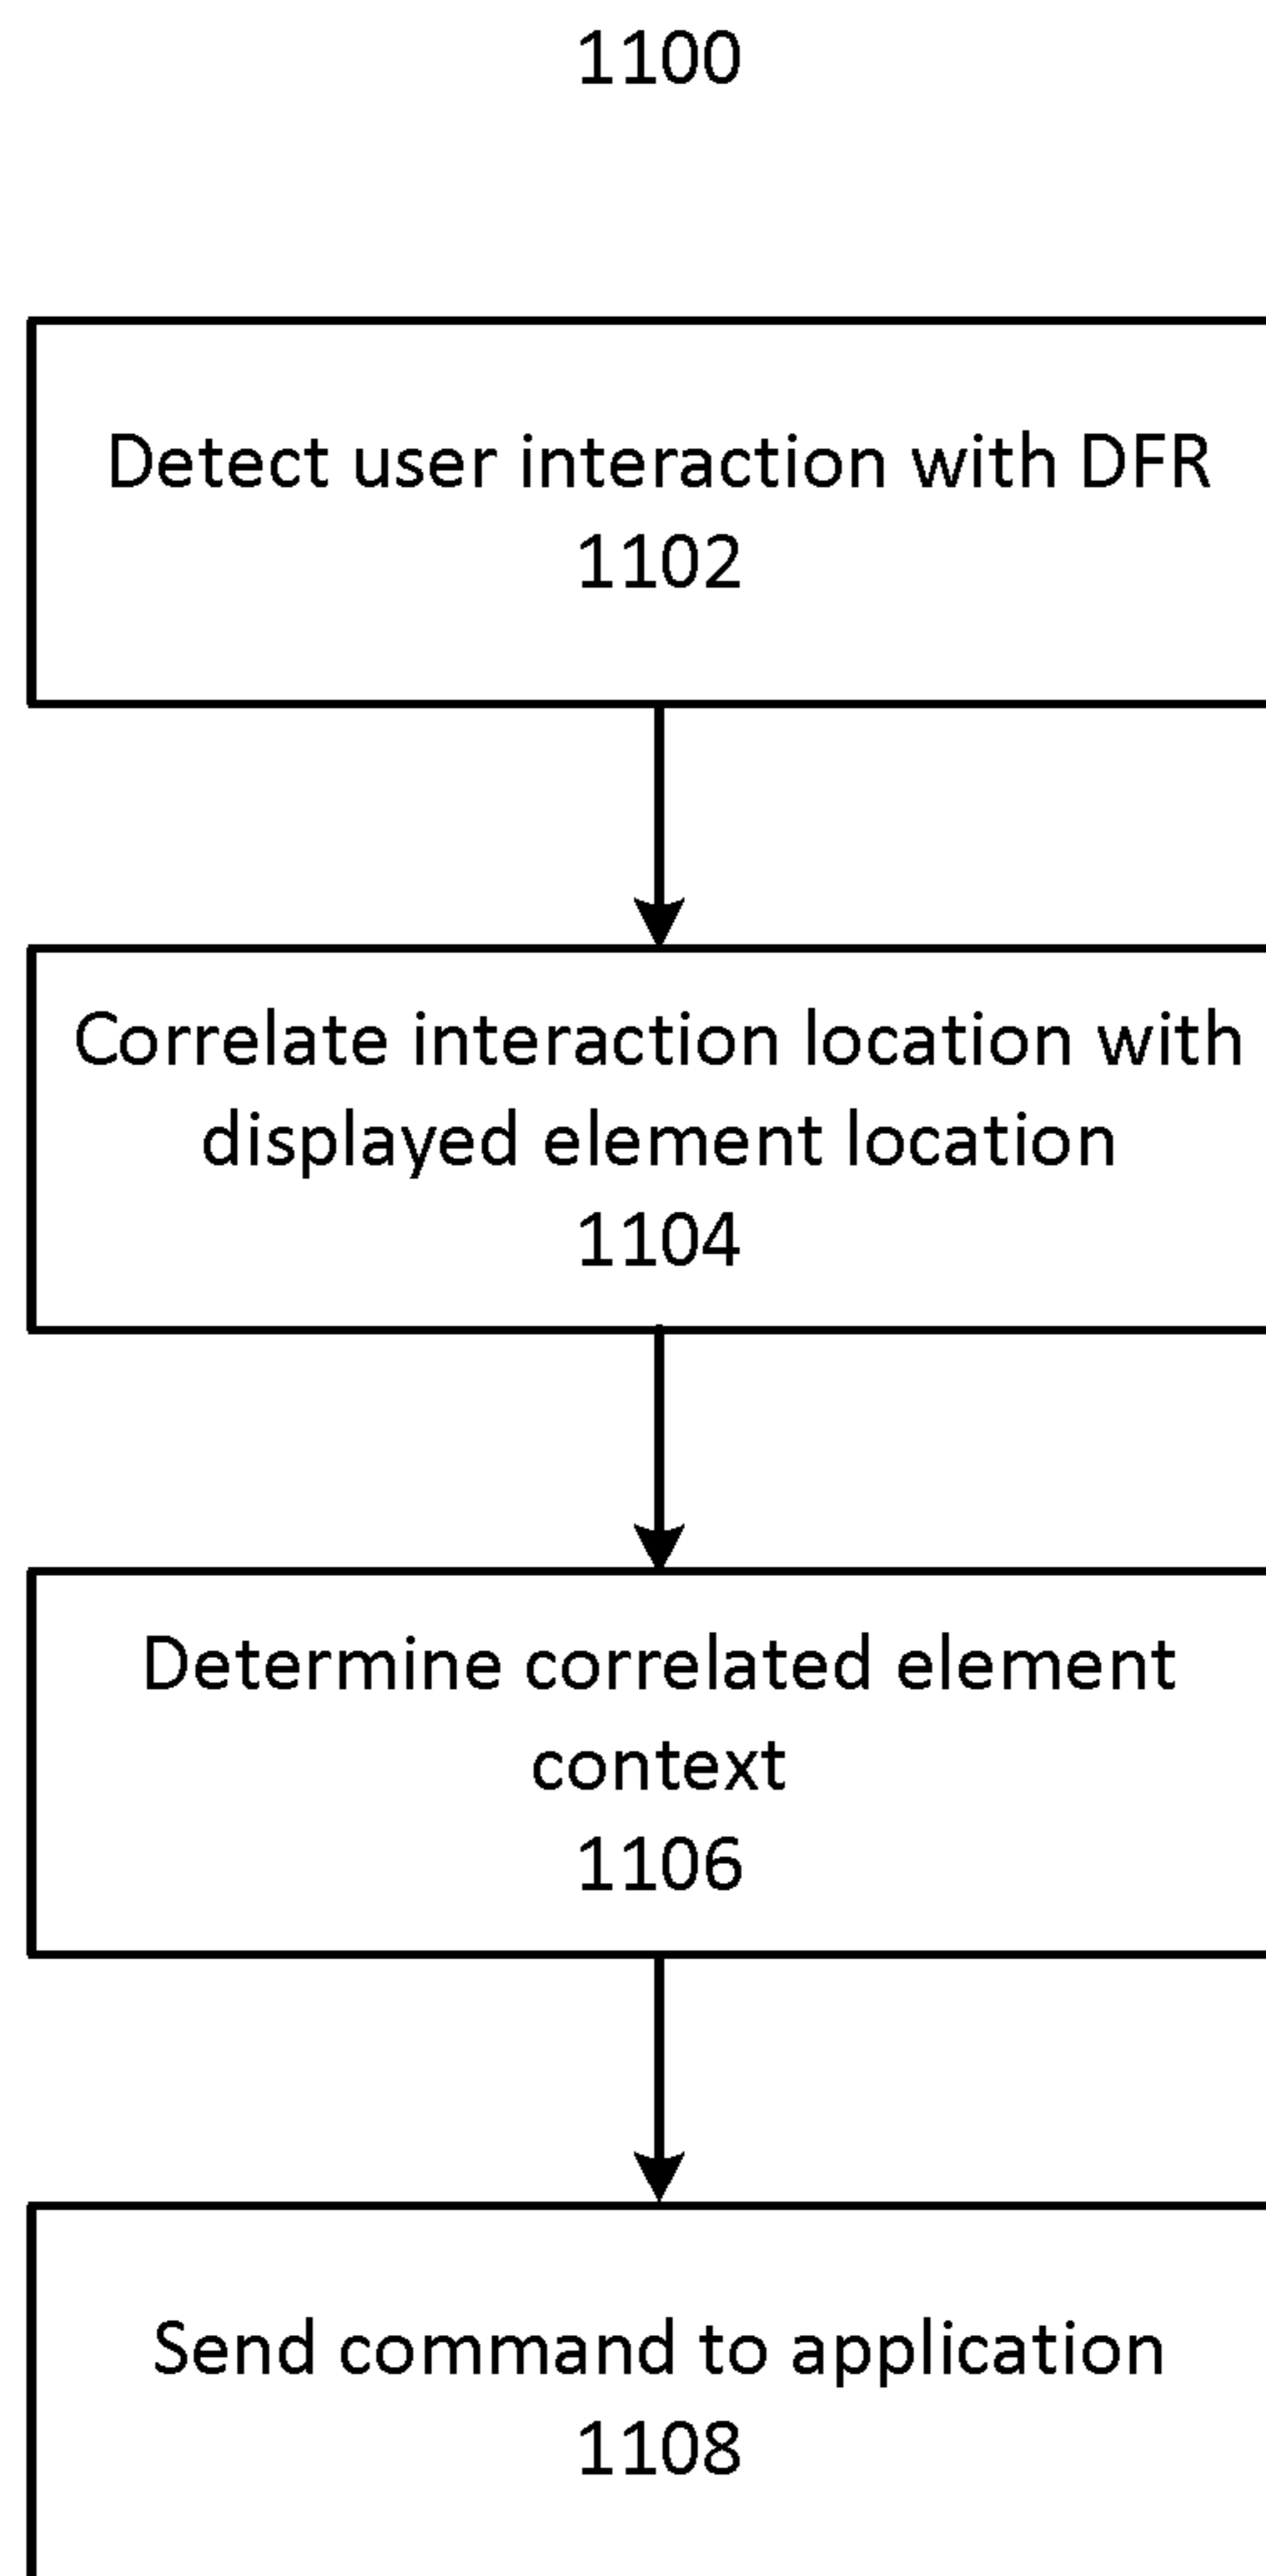 1100
Detect user interaction with DFR
1102
Correlate interaction location with
displayed element location
1104
Determine correlated element
context
1106
Send command to application
1108